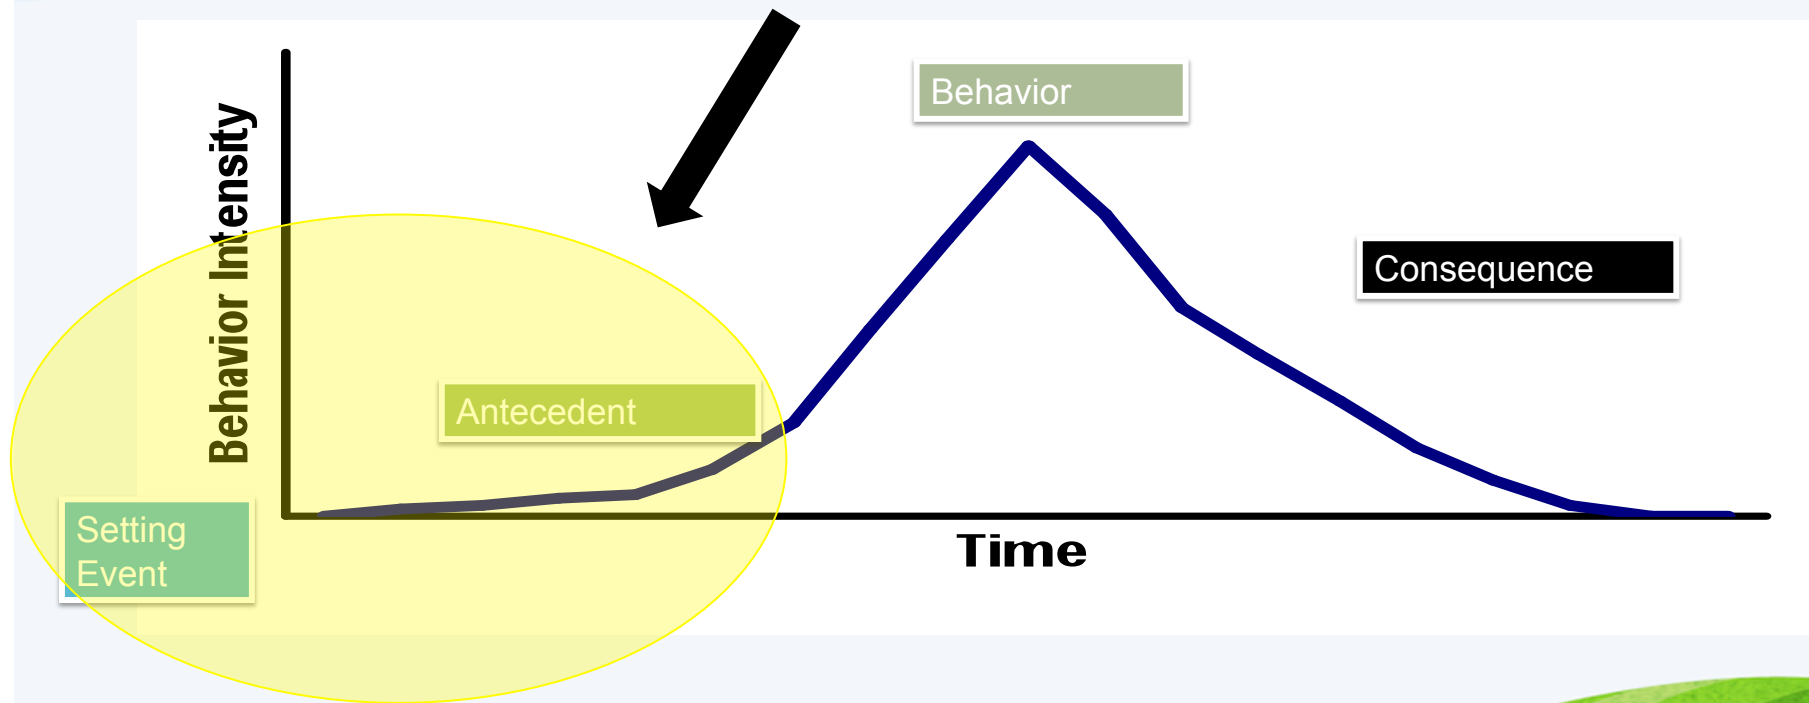 Behavior
Behavior Intensity
Consequence
Antecedent
Setting
Event
Time